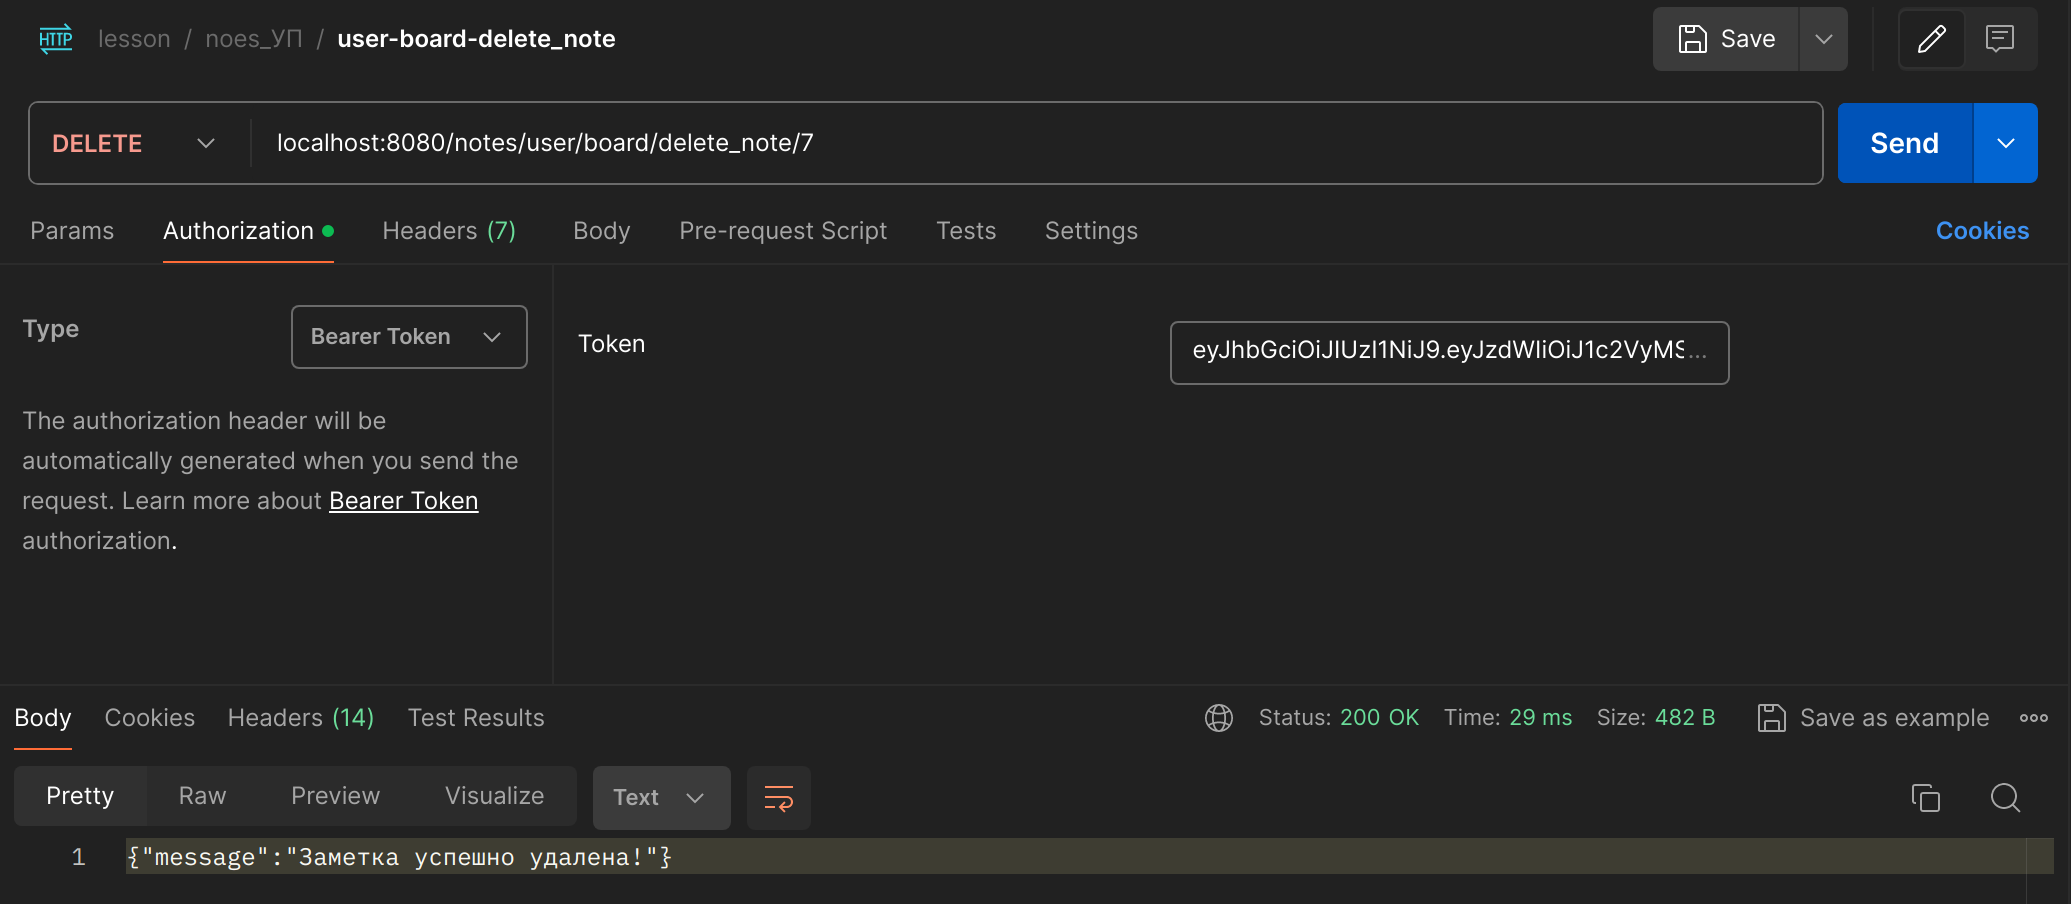 HTTP lesson / noes_УП / user-board-delete_note Save
DELETE localhost:8080/notes/user/board/delete_note/7 Send
Params Authorization Headers (7) Body Pre-request Script Tests Settings Cookies
Type Bearer Token
Token eyJhbGciOiJIUzI1NiJ9.eyJzdWIiOiJ1c2VyMS...
The authorization header will be
automatically generated when you send the
request. Learn more about Bearer Token
authorization.
Body Cookies Headers (14) Test Results Status: 200 OK Time: 29 ms Size: 482 B Save as example
Pretty Raw Preview Visualize Text
1 {"message":"Заметка успешно удалена!"}